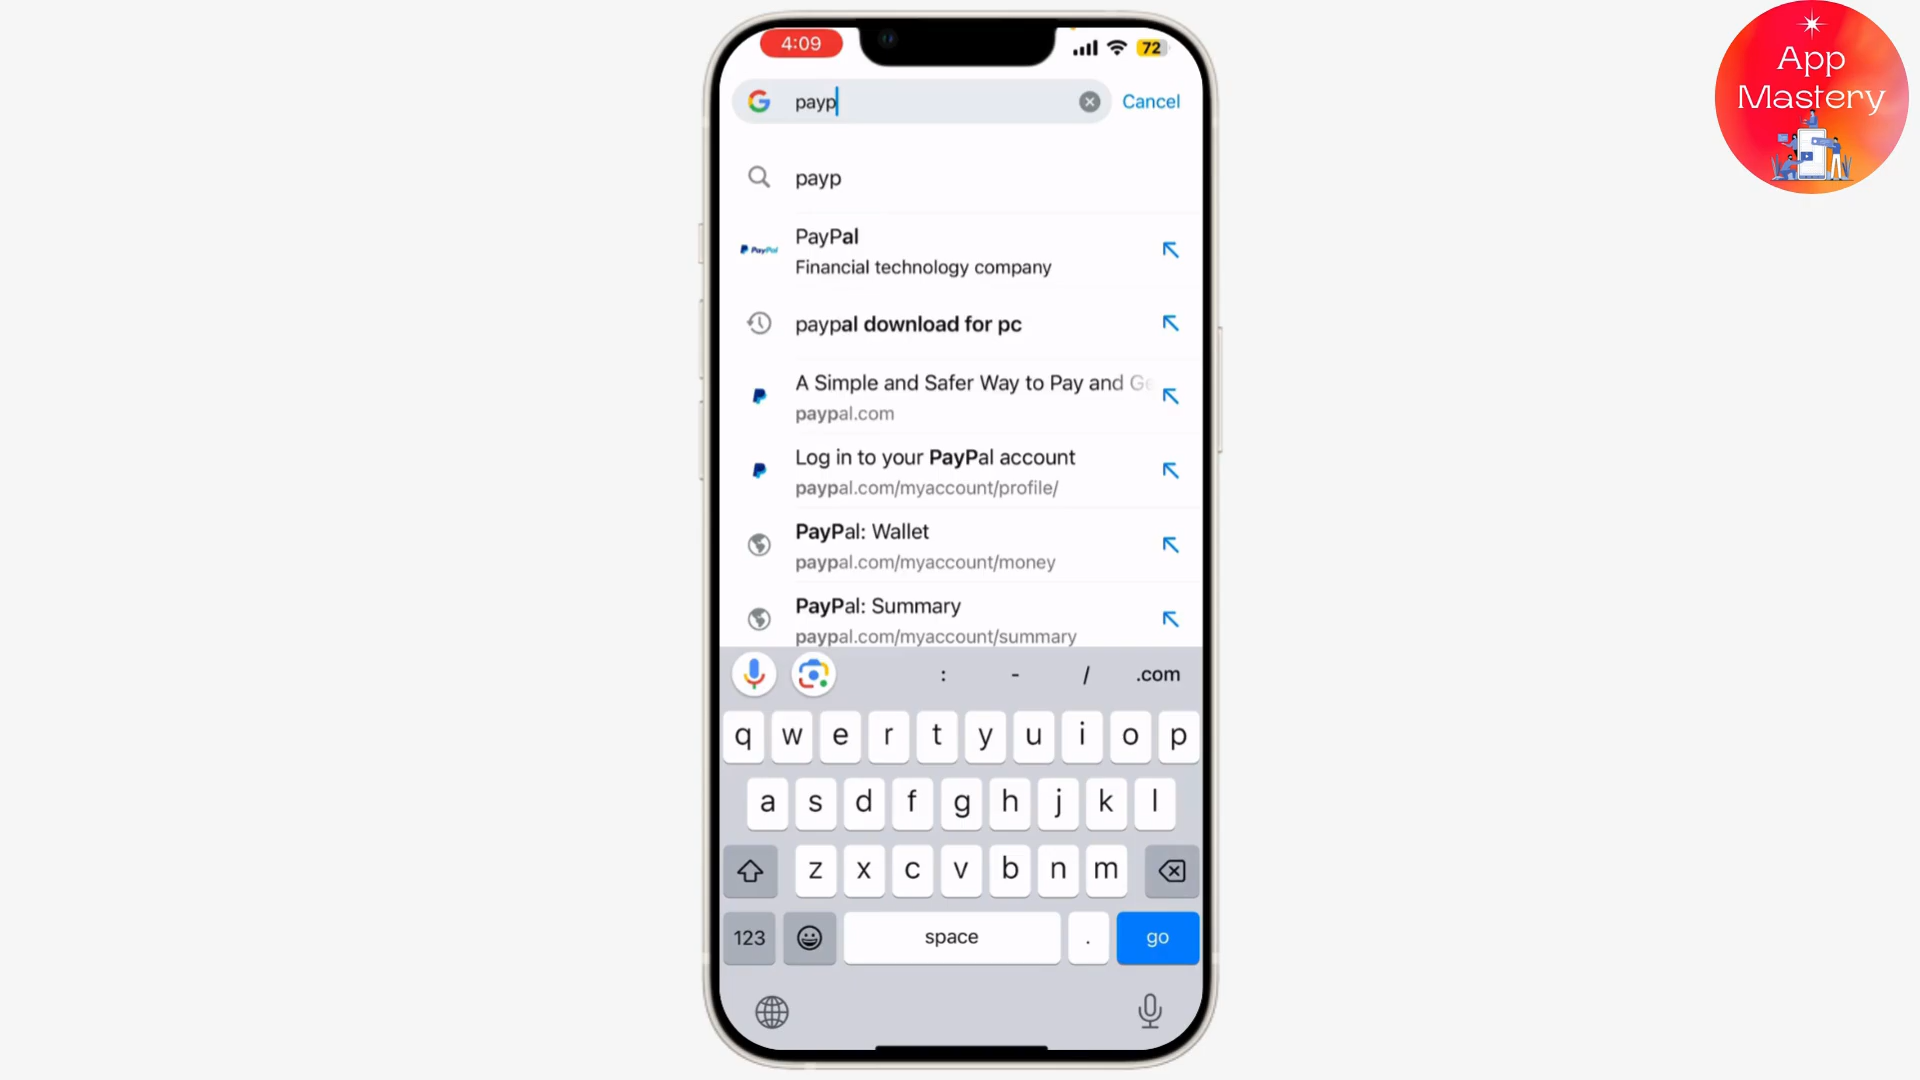 4:09
72
payp
Cancel
payp
PayPal
PayPal
Financial technology company
paypal download for pc
A Simple and Safer Way to Pay and Ge
paypal.com
Log in to your PayPal account
paypal.com/myaccount/profile/
PayPal: Wallet
paypal.com/myaccount/money
PayPal: Summary
paypal.com/myaccount/summary
: - / .com
q w e r t y u i o p
a s d f g h j k l
z x c v b n m
123 space . go
App
Mastery